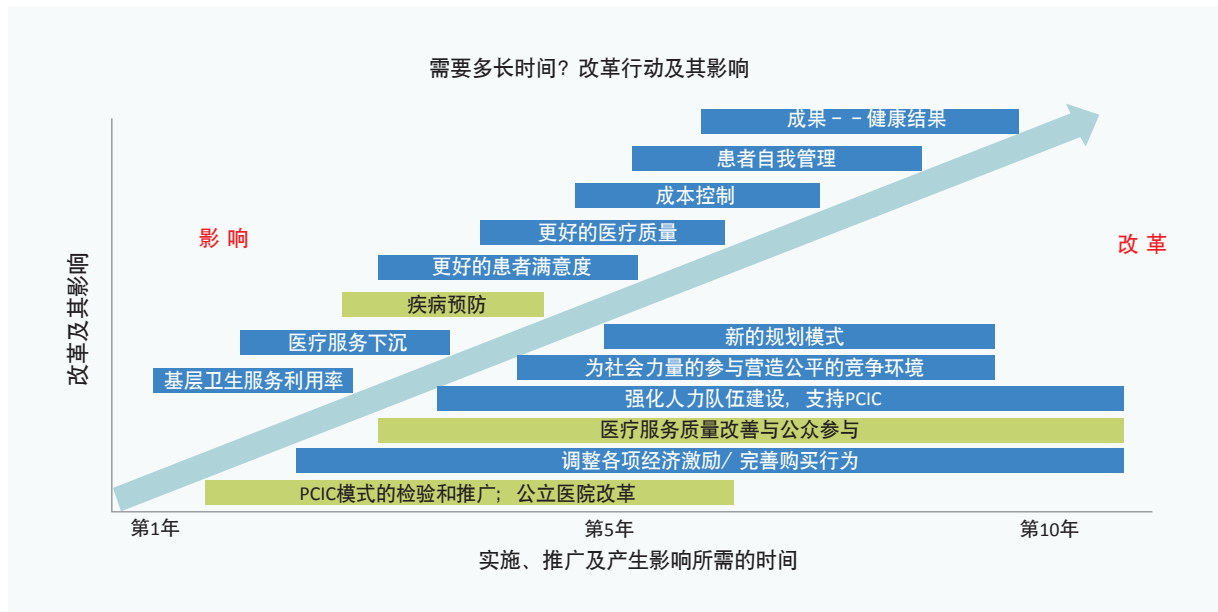 需要多长时间？改革行动及其影响
成果－－健康结果
患者自我管理
成本控制
更好的医疗质量
影 响
改 革
更好的患者满意度
改革及其影响
疾病预防
医疗服务下沉
新的规划模式
为社会力量的参与营造公平的竞争环境
基层卫生服务利用率
强化人力队伍建设，支持PCIC
医疗服务质量改善与公众参与
调整各项经济激励/ 完善购买行为
PCIC模式的检验和推广；公立医院改革
第1年
第5年
第10年
实施、推广及产生影响所需的时间